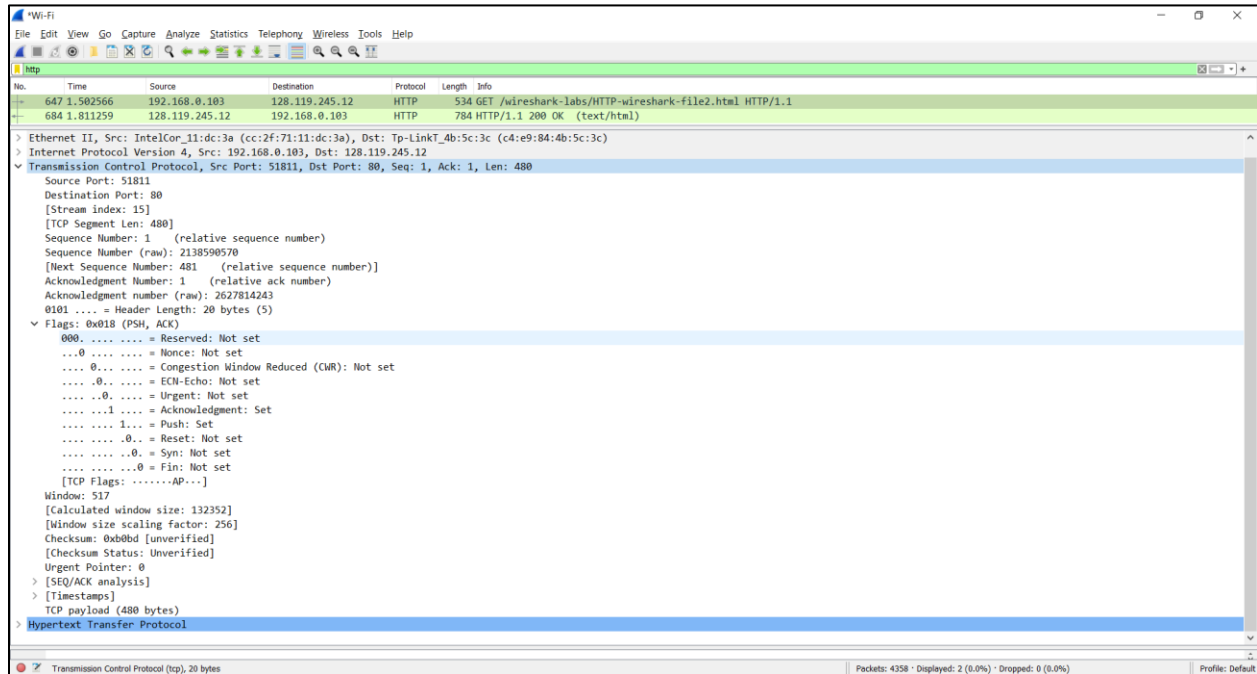 *Wi-Fi
File Edit View Go Capture Analyze Statistics Telephony Wireless Tools Help
http
No. Time Source Destination Protocol Length Info
647 1.502566 192.168.0.103 128.119.245.12 HTTP 534 GET /wireshark-labs/HTTP-wireshark-file2.html HTTP/1.1
684 1.811259 128.119.245.12 192.168.0.103 HTTP 784 HTTP/1.1 200 OK (text/html)
> Ethernet II, Src: IntelCor_11:dc:3a (cc:2f:71:11:dc:3a), Dst: Tp-LinkT_4b:5c:3c (c4:e9:84:4b:5c:3c)
> Internet Protocol Version 4, Src: 192.168.0.103, Dst: 128.119.245.12
Transmission Control Protocol, Src Port: 51811, Dst Port: 80, Seq: 1, Ack: 1, Len: 480
Source Port: 51811
Destination Port: 80
[Stream index: 15]
[TCP Segment Len: 480]
Sequence Number: 1 (relative sequence number)
Sequence Number (raw): 2138590570
[Next Sequence Number: 481 (relative sequence number)]
Acknowledgment Number: 1 (relative ack number)
Acknowledgment number (raw): 2627814243
0101 .... = Header Length: 20 bytes (5)
Flags: 0x018 (PSH, ACK)
000. .... .... = Reserved: Not set
...0 .... .... = Nonce: Not set
.... 0... .... = Congestion Window Reduced (CWR): Not set
.... .0.. .... = ECN-Echo: Not set
.... ..0. .... = Urgent: Not set
.... ...1 .... = Acknowledgment: Set
.... .... 1... = Push: Set
.... .... .0.. = Reset: Not set
.... .... ..0. = Syn: Not set
.... .... ...0 = Fin: Not set
[TCP Flags: ·······AP···]
Window: 517
[Calculated window size: 132352]
[Window size scaling factor: 256]
Checksum: 0xb0bd [unverified]
[Checksum Status: Unverified]
Urgent Pointer: 0
> [SEQ/ACK analysis]
> [Timestamps]
TCP payload (480 bytes)
> Hypertext Transfer Protocol
Transmission Control Protocol (tcp), 20 bytes Packets: 4358 · Displayed: 2 (0.0%) · Dropped: 0 (0.0%) Profile: Default